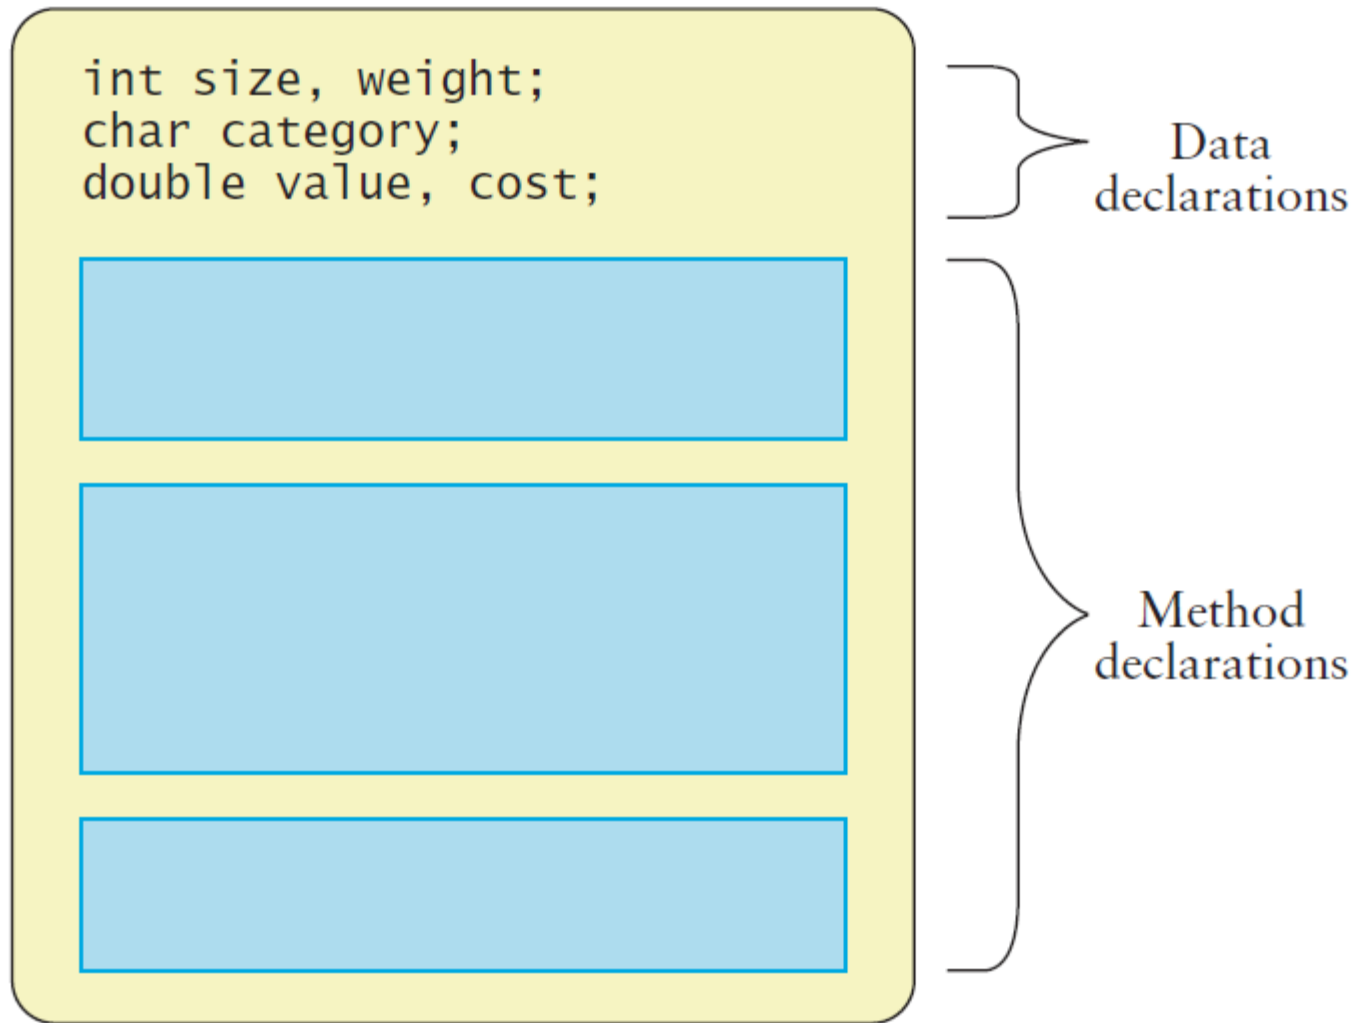 int size, weight;
char category;
double value, cost;
Data
declarations
Method
declarations